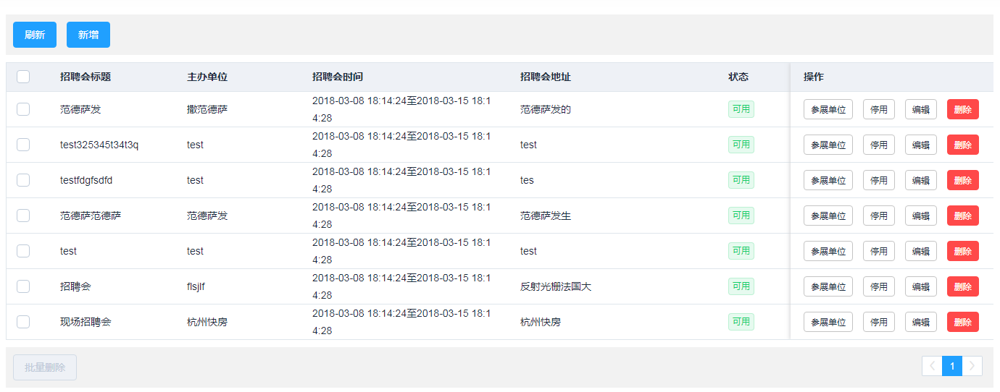 刷新 新增
招聘会标题 主办单位 招聘会时间 招聘会地址 状态 操作
范德萨发 撒范德萨 2018-03-08 18:14:24至2018-03-15 18:1
4:28 范德萨发的 可用 参展单位 停用 编辑 删除
test325345t34t3q test 2018-03-08 18:14:24至2018-03-15 18:1
4:28 test 可用 参展单位 停用 编辑 删除
testfdgfsdfd test 2018-03-08 18:14:24至2018-03-15 18:1
4:28 tes 可用 参展单位 停用 编辑 删除
范德萨范德萨 范德萨发 2018-03-08 18:14:24至2018-03-15 18:1
4:28 范德萨发生 可用 参展单位 停用 编辑 删除
test test 2018-03-08 18:14:24至2018-03-15 18:1
4:28 test 可用 参展单位 停用 编辑 删除
招聘会 flsjlf 2018-03-08 18:14:24至2018-03-15 18:1
4:28 反射光栅法国大 可用 参展单位 停用 编辑 删除
现场招聘会 杭州快房 2018-03-08 18:14:24至2018-03-15 18:1
4:28 杭州快房 可用 参展单位 停用 编辑 删除
批量删除 1